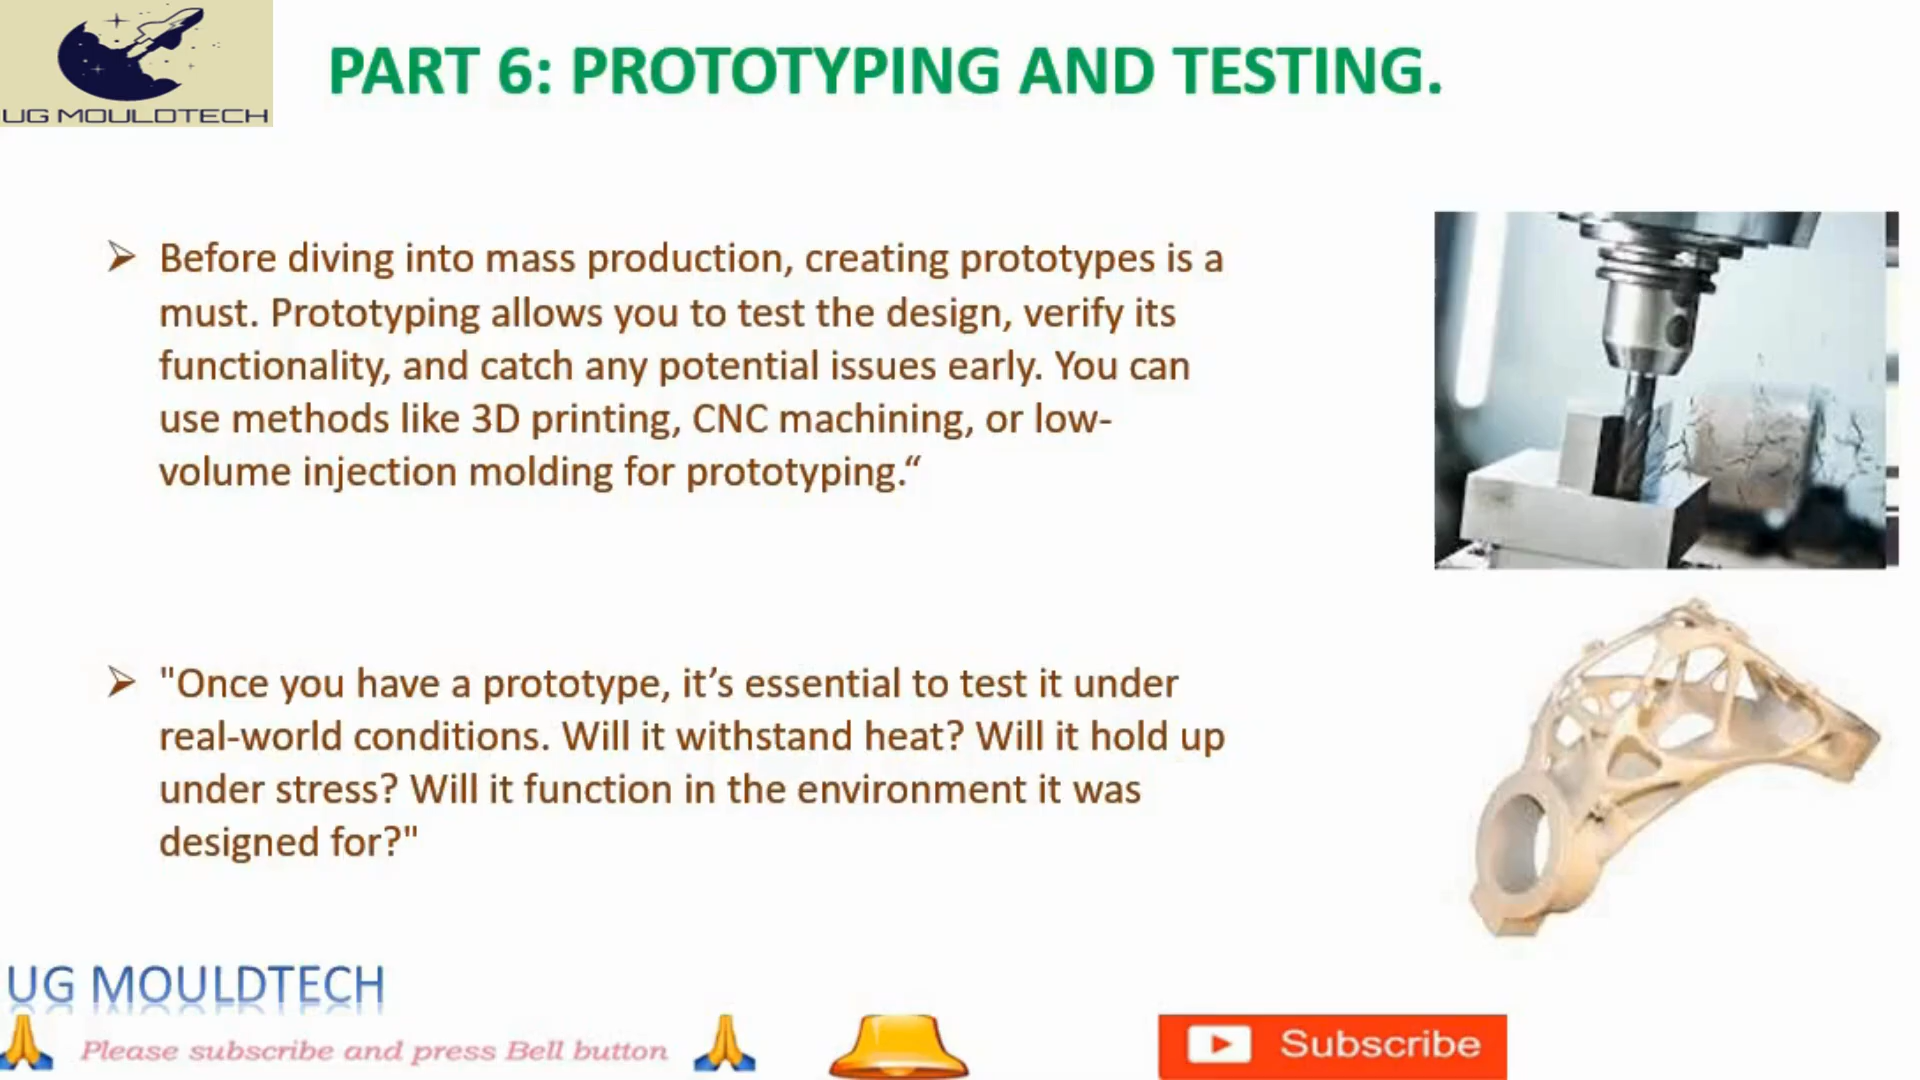 UG MOULDTECH
PART 6: PROTOTYPING AND TESTING.
➢ Before diving into mass production, creating prototypes is a
must. Prototyping allows you to test the design, verify its
functionality, and catch any potential issues early. You can
use methods like 3D printing, CNC machining, or low-
volume injection molding for prototyping.“
➢ "Once you have a prototype, it’s essential to test it under
real-world conditions. Will it withstand heat? Will it hold up
under stress? Will it function in the environment it was
designed for?"
UG MOULDTECH
Please subscribe and press Bell button
Subscribe